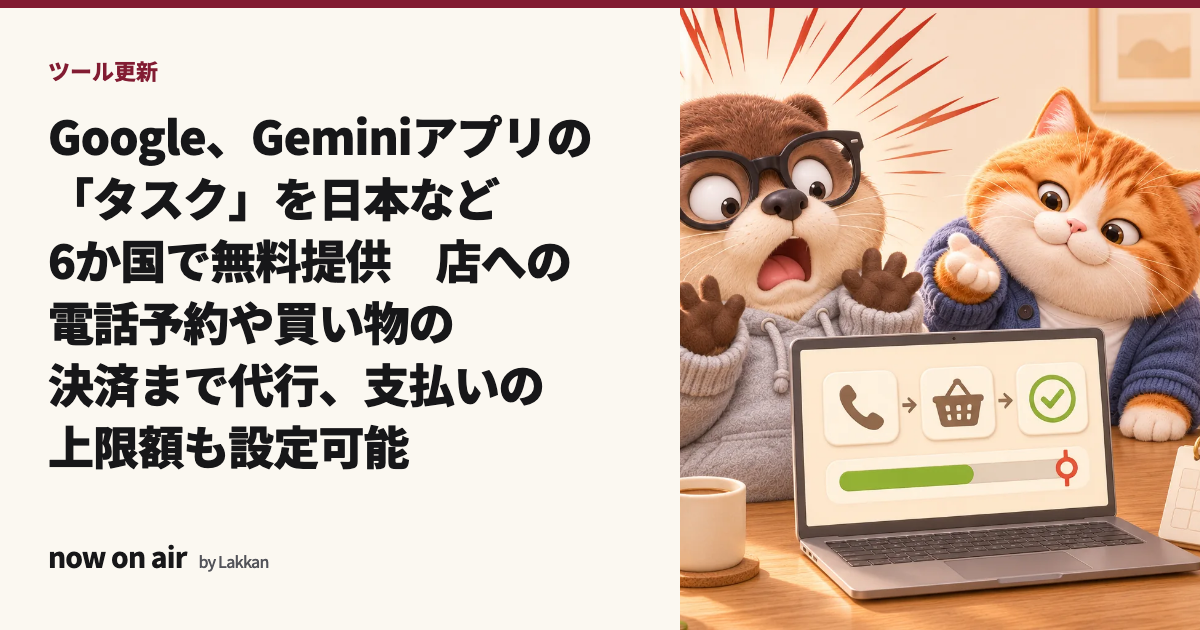 ツール更新
Google、Geminiアプリの
「タスク」を日本など
6か国で無料提供　店への
電話予約や買い物の
決済まで代行、支払いの
上限額も設定可能
now on air by Lakkan